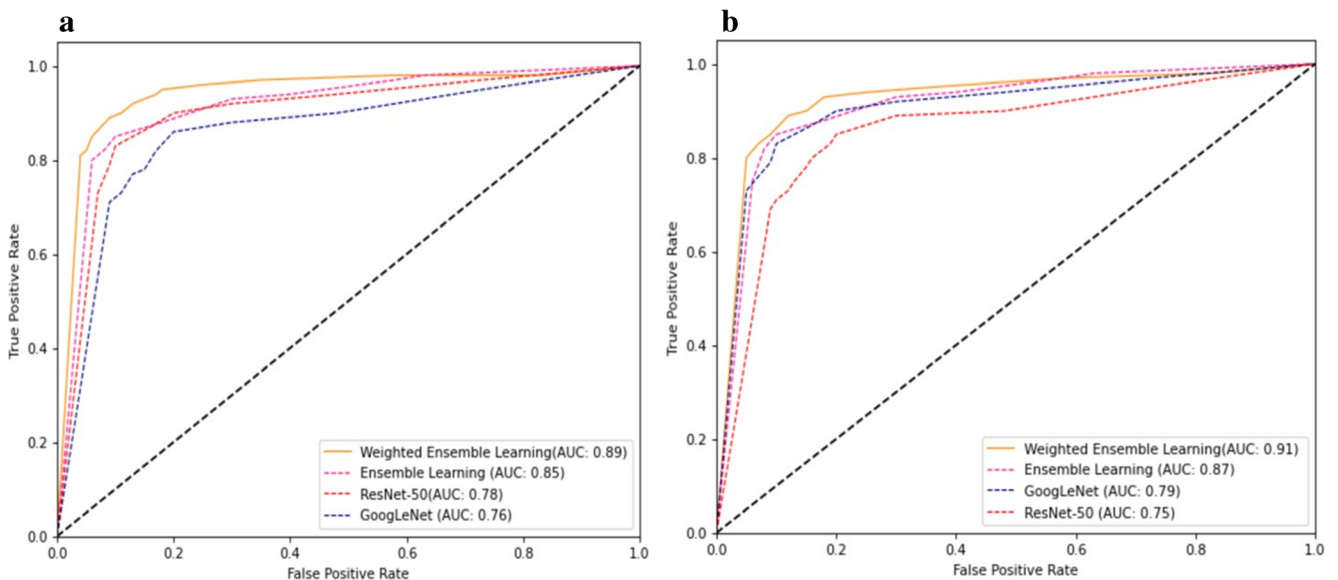 a
1.0
0.8
0.6
0.4
0.2
0.0
True Positive Rate
0.0 0.2 0.4 0.6 0.8 1.0
False Positive Rate
Weighted Ensemble Learning(AUC: 0.89)
Ensemble Learning (AUC: 0.85)
ResNet-50(AUC: 0.78)
GoogLeNet (AUC: 0.76)
b
1.0
0.8
0.6
0.4
0.2
0.0
True Positive Rate
0.0 0.2 0.4 0.6 0.8 1.0
False Positive Rate
Weighted Ensemble Learning(AUC: 0.91)
Ensemble Learning (AUC: 0.87)
GoogLeNet (AUC: 0.79)
ResNet-50 (AUC: 0.75)